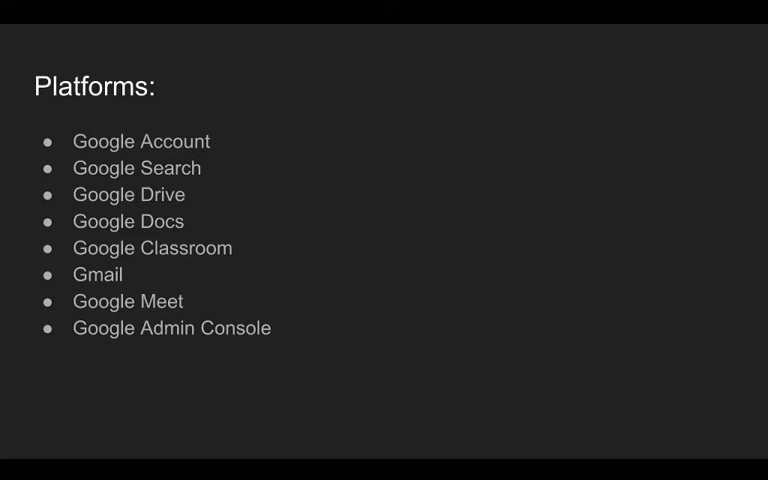 Platforms:
● Google Account
● Google Search
● Google Drive
● Google Docs
● Google Classroom
● Gmail
● Google Meet
● Google Admin Console